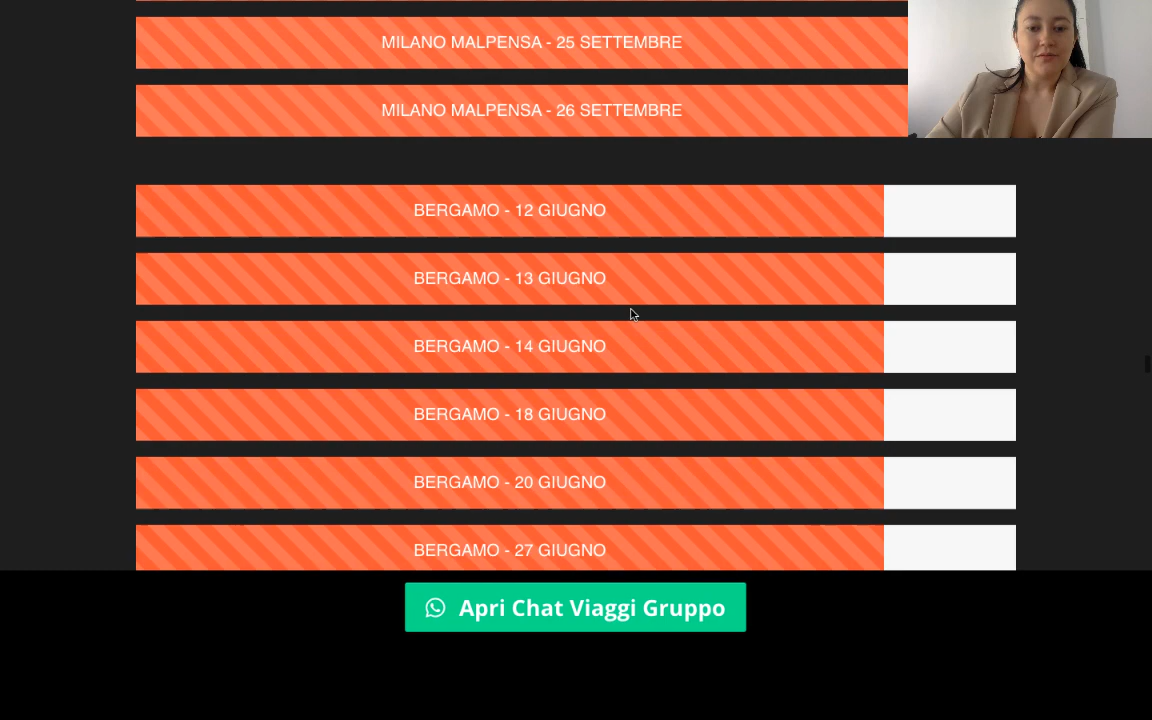 MILANO MALPENSA - 25 SETTEMBRE
MILANO MALPENSA - 26 SETTEMBRE
BERGAMO - 12 GIUGNO
BERGAMO - 13 GIUGNO
BERGAMO - 14 GIUGNO
BERGAMO - 18 GIUGNO
BERGAMO - 20 GIUGNO
BERGAMO - 27 GIUGNO
Apri Chat Viaggi Gruppo